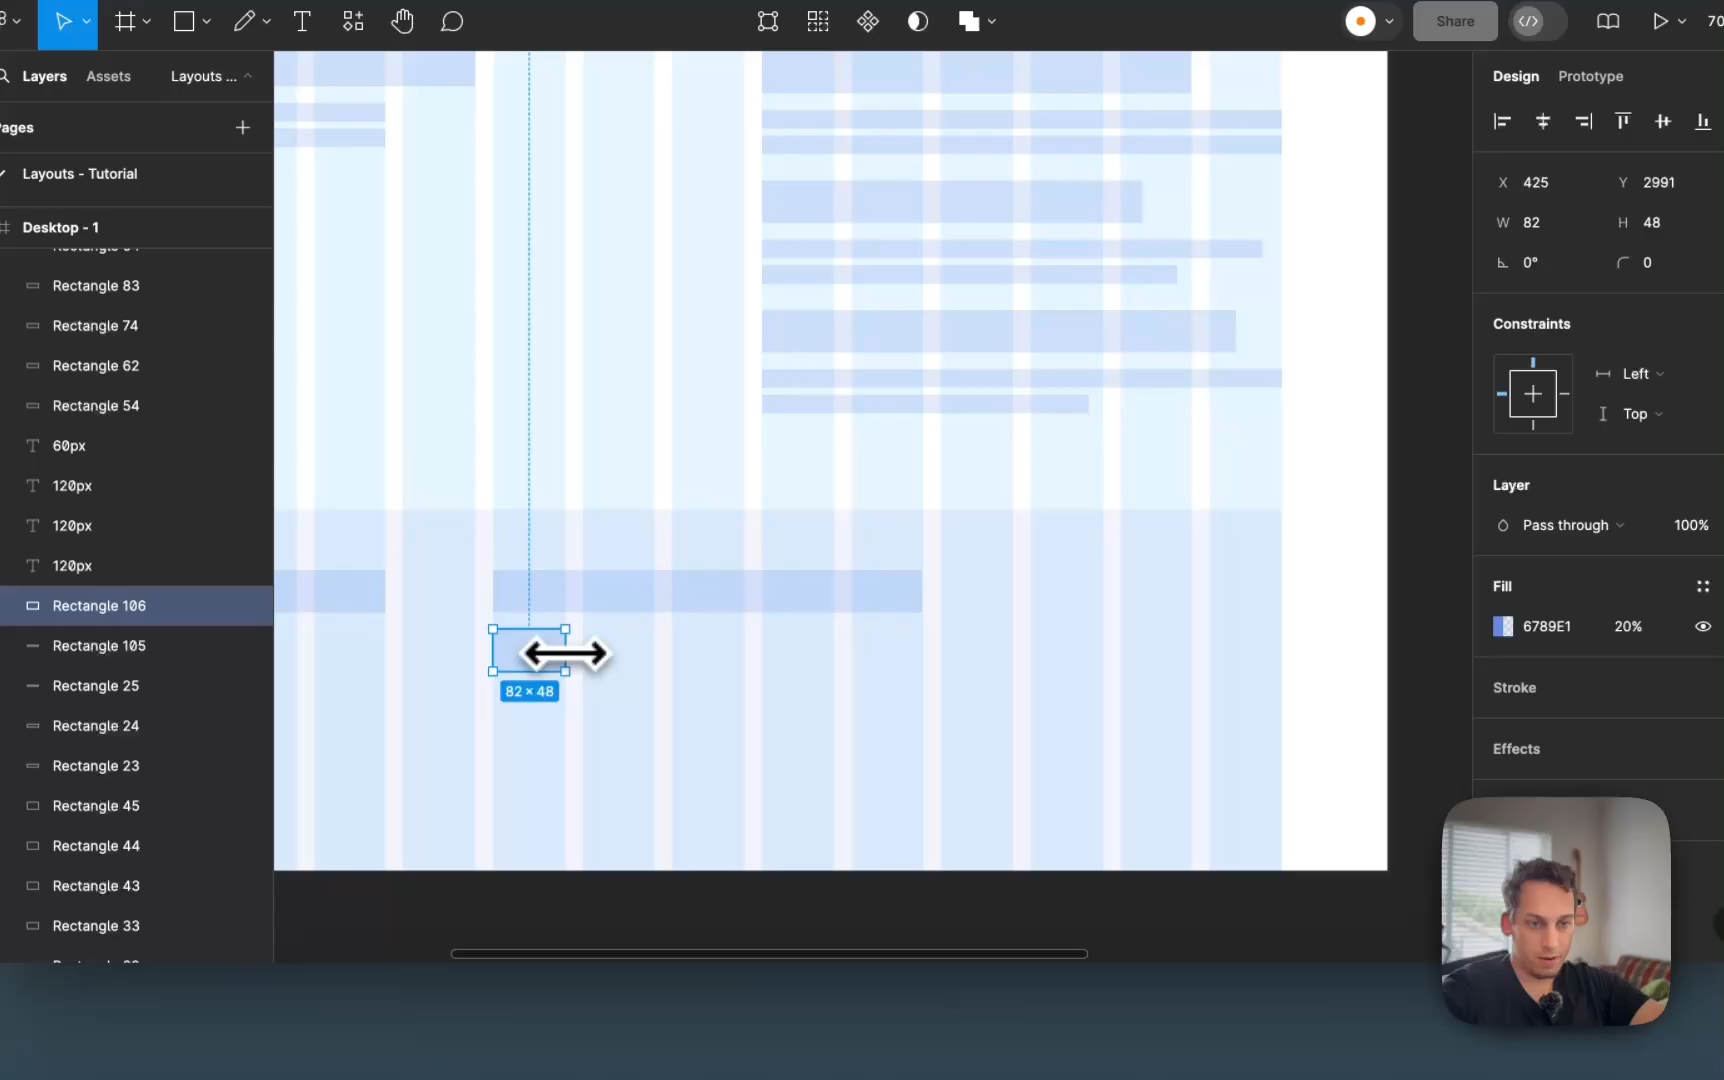 Share
70
Layers
Assets
Layouts ...
Design
Prototype
ages
Layouts - Tutorial
X 425
Y 2991
W 82
H 48
0°
0
Desktop - 1
Rectangle 83
Rectangle 74
Rectangle 62
Rectangle 54
60px
120px
120px
120px
Rectangle 106
Rectangle 105
Rectangle 25
Rectangle 24
Rectangle 23
Rectangle 45
Rectangle 44
Rectangle 43
Rectangle 33
82 × 48
Constraints
Left
Top
Layer
Pass through
100%
Fill
6789E1
20%
Stroke
Effects